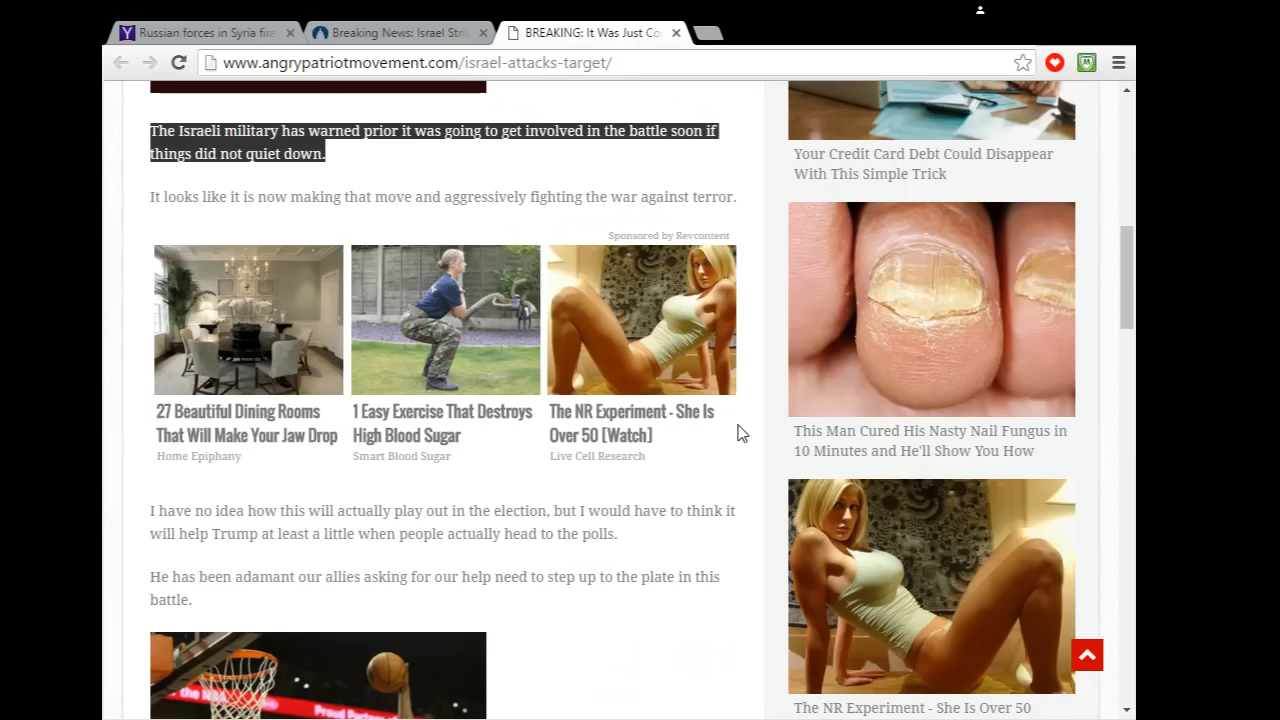 Russian forces in Syria fire
Breaking News: Israel Stri
BREAKING: It Was Just Co
www.angrypatriotmovement.com/israel-attacks-target/
The Israeli military has warned prior it was going to get involved in the battle soon if
things did not quiet down.
It looks like it is now making that move and aggressively fighting the war against terror.
Sponsored by Revcontent
27 Beautiful Dining Rooms
That Will Make Your Jaw Drop
Home Epiphany
1 Easy Exercise That Destroys
High Blood Sugar
Smart Blood Sugar
The NR Experiment - She Is
Over 50 [Watch]
Live Cell Research
I have no idea how this will actually play out in the election, but I would have to think it
will help Trump at least a little when people actually head to the polls.
He has been adamant our allies asking for our help need to step up to the plate in this
battle.
the NBA
Proud Partner
Your Credit Card Debt Could Disappear
With This Simple Trick
This Man Cured His Nasty Nail Fungus in
10 Minutes and He'll Show You How
The NR Experiment - She Is Over 50